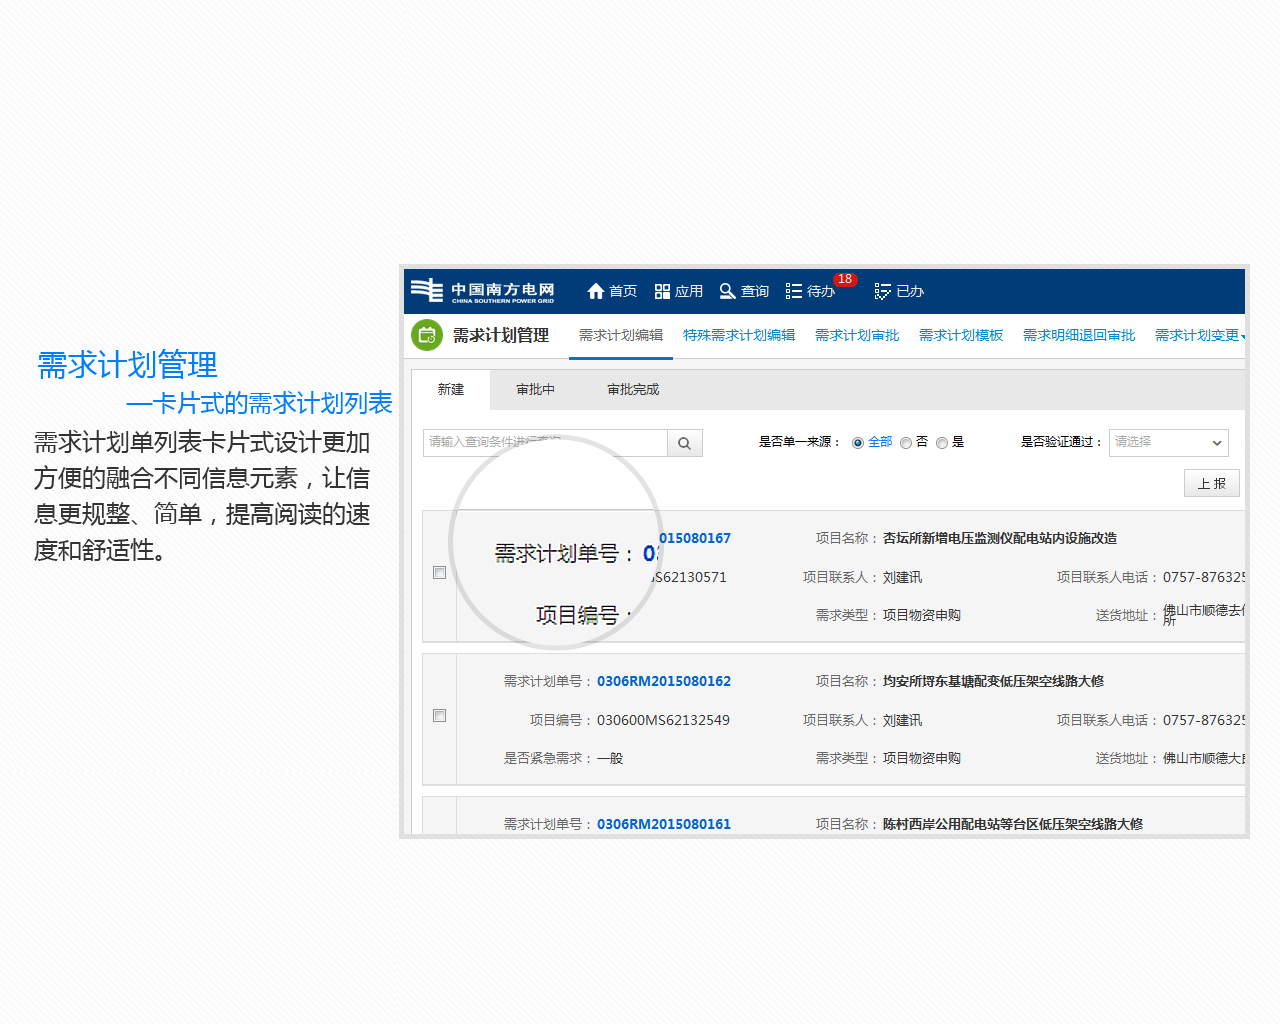 需求计划管理
—卡片式的需求计划列表
需求计划单列表卡片式设计更加
方便的融合不同信息元素，让信
息更规整、简单，提高阅读的速
度和舒适性。
中国南方电网
CHINA SOUTHERN POWER GRID
首页 应用 查询 待办 18 已办
需求计划管理 需求计划编辑 特殊需求计划编辑 需求计划审批 需求计划模板 需求明细退回审批 需求计划变更
新建 审批中 审批完成
请输入查询条件进行查询 是否单一来源： 全部 否 是 是否验证通过： 请选择
上 报
需求计划单号： 03 015080167 项目名称： 杏坛所新增电压监测仪配电站内设施改造
项目编号： S62130571 项目联系人： 刘建讯 项目联系人电话： 0757-876325
需求类型： 项目物资申购 送货地址： 佛山市顺德去
所
需求计划单号： 0306RM2015080162 项目名称： 均安所垺东基塘配变低压架空线路大修
项目编号： 030600MS62132549 项目联系人： 刘建讯 项目联系人电话： 0757-876325
是否紧急需求： 一般 需求类型： 项目物资申购 送货地址： 佛山市顺德大
需求计划单号： 0306RM2015080161 项目名称： 陈村西岸公用配电站等台区低压架空线路大修